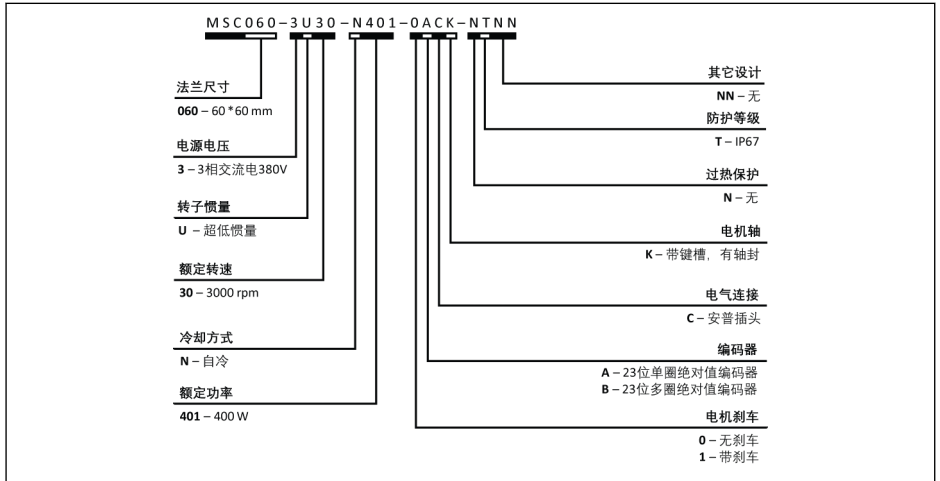 MSC060-3U30-N401-0ACK-NTNN
法兰尺寸
060 – 60 * 60 mm
电源电压
3 – 3相交流电380V
转子惯量
U – 超低惯量
额定转速
30 – 3000 rpm
冷却方式
N – 自冷
额定功率
401 – 400 W
其它设计
NN – 无
防护等级
T – IP67
过热保护
N – 无
电机轴
K – 带键槽，有轴封
电气连接
C – 安普插头
编码器
A – 23位单圈绝对值编码器
B – 23位多圈绝对值编码器
电机刹车
0 – 无刹车
1 – 带刹车